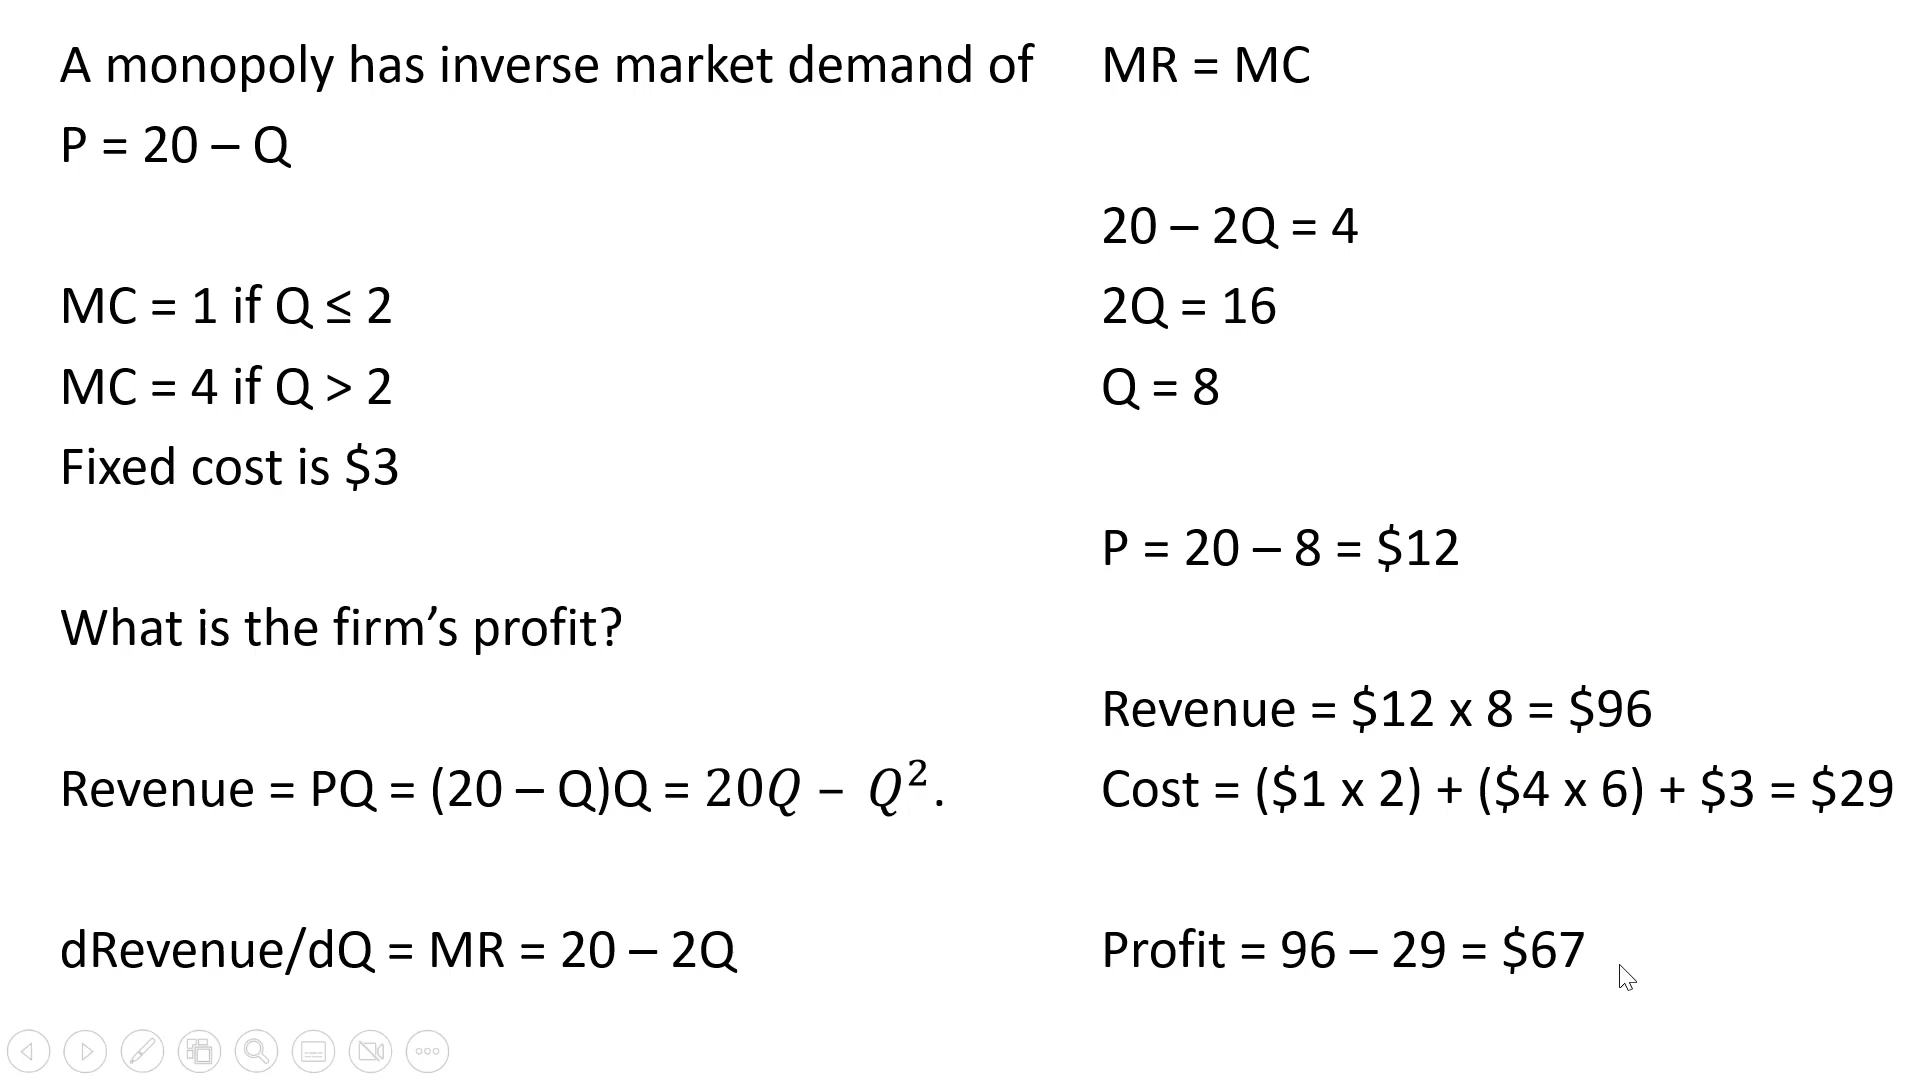 A monopoly has inverse market demand of
P = 20 – Q
MC = 1 if Q ≤ 2
MC = 4 if Q > 2
Fixed cost is $3
What is the firm’s profit?
Revenue = PQ = (20 – Q)Q = 20Q – Q².
dRevenue/dQ = MR = 20 – 2Q
MR = MC
20 – 2Q = 4
2Q = 16
Q = 8
P = 20 – 8 = $12
Revenue = $12 x 8 = $96
Cost = ($1 x 2) + ($4 x 6) + $3 = $29
Profit = 96 – 29 = $67